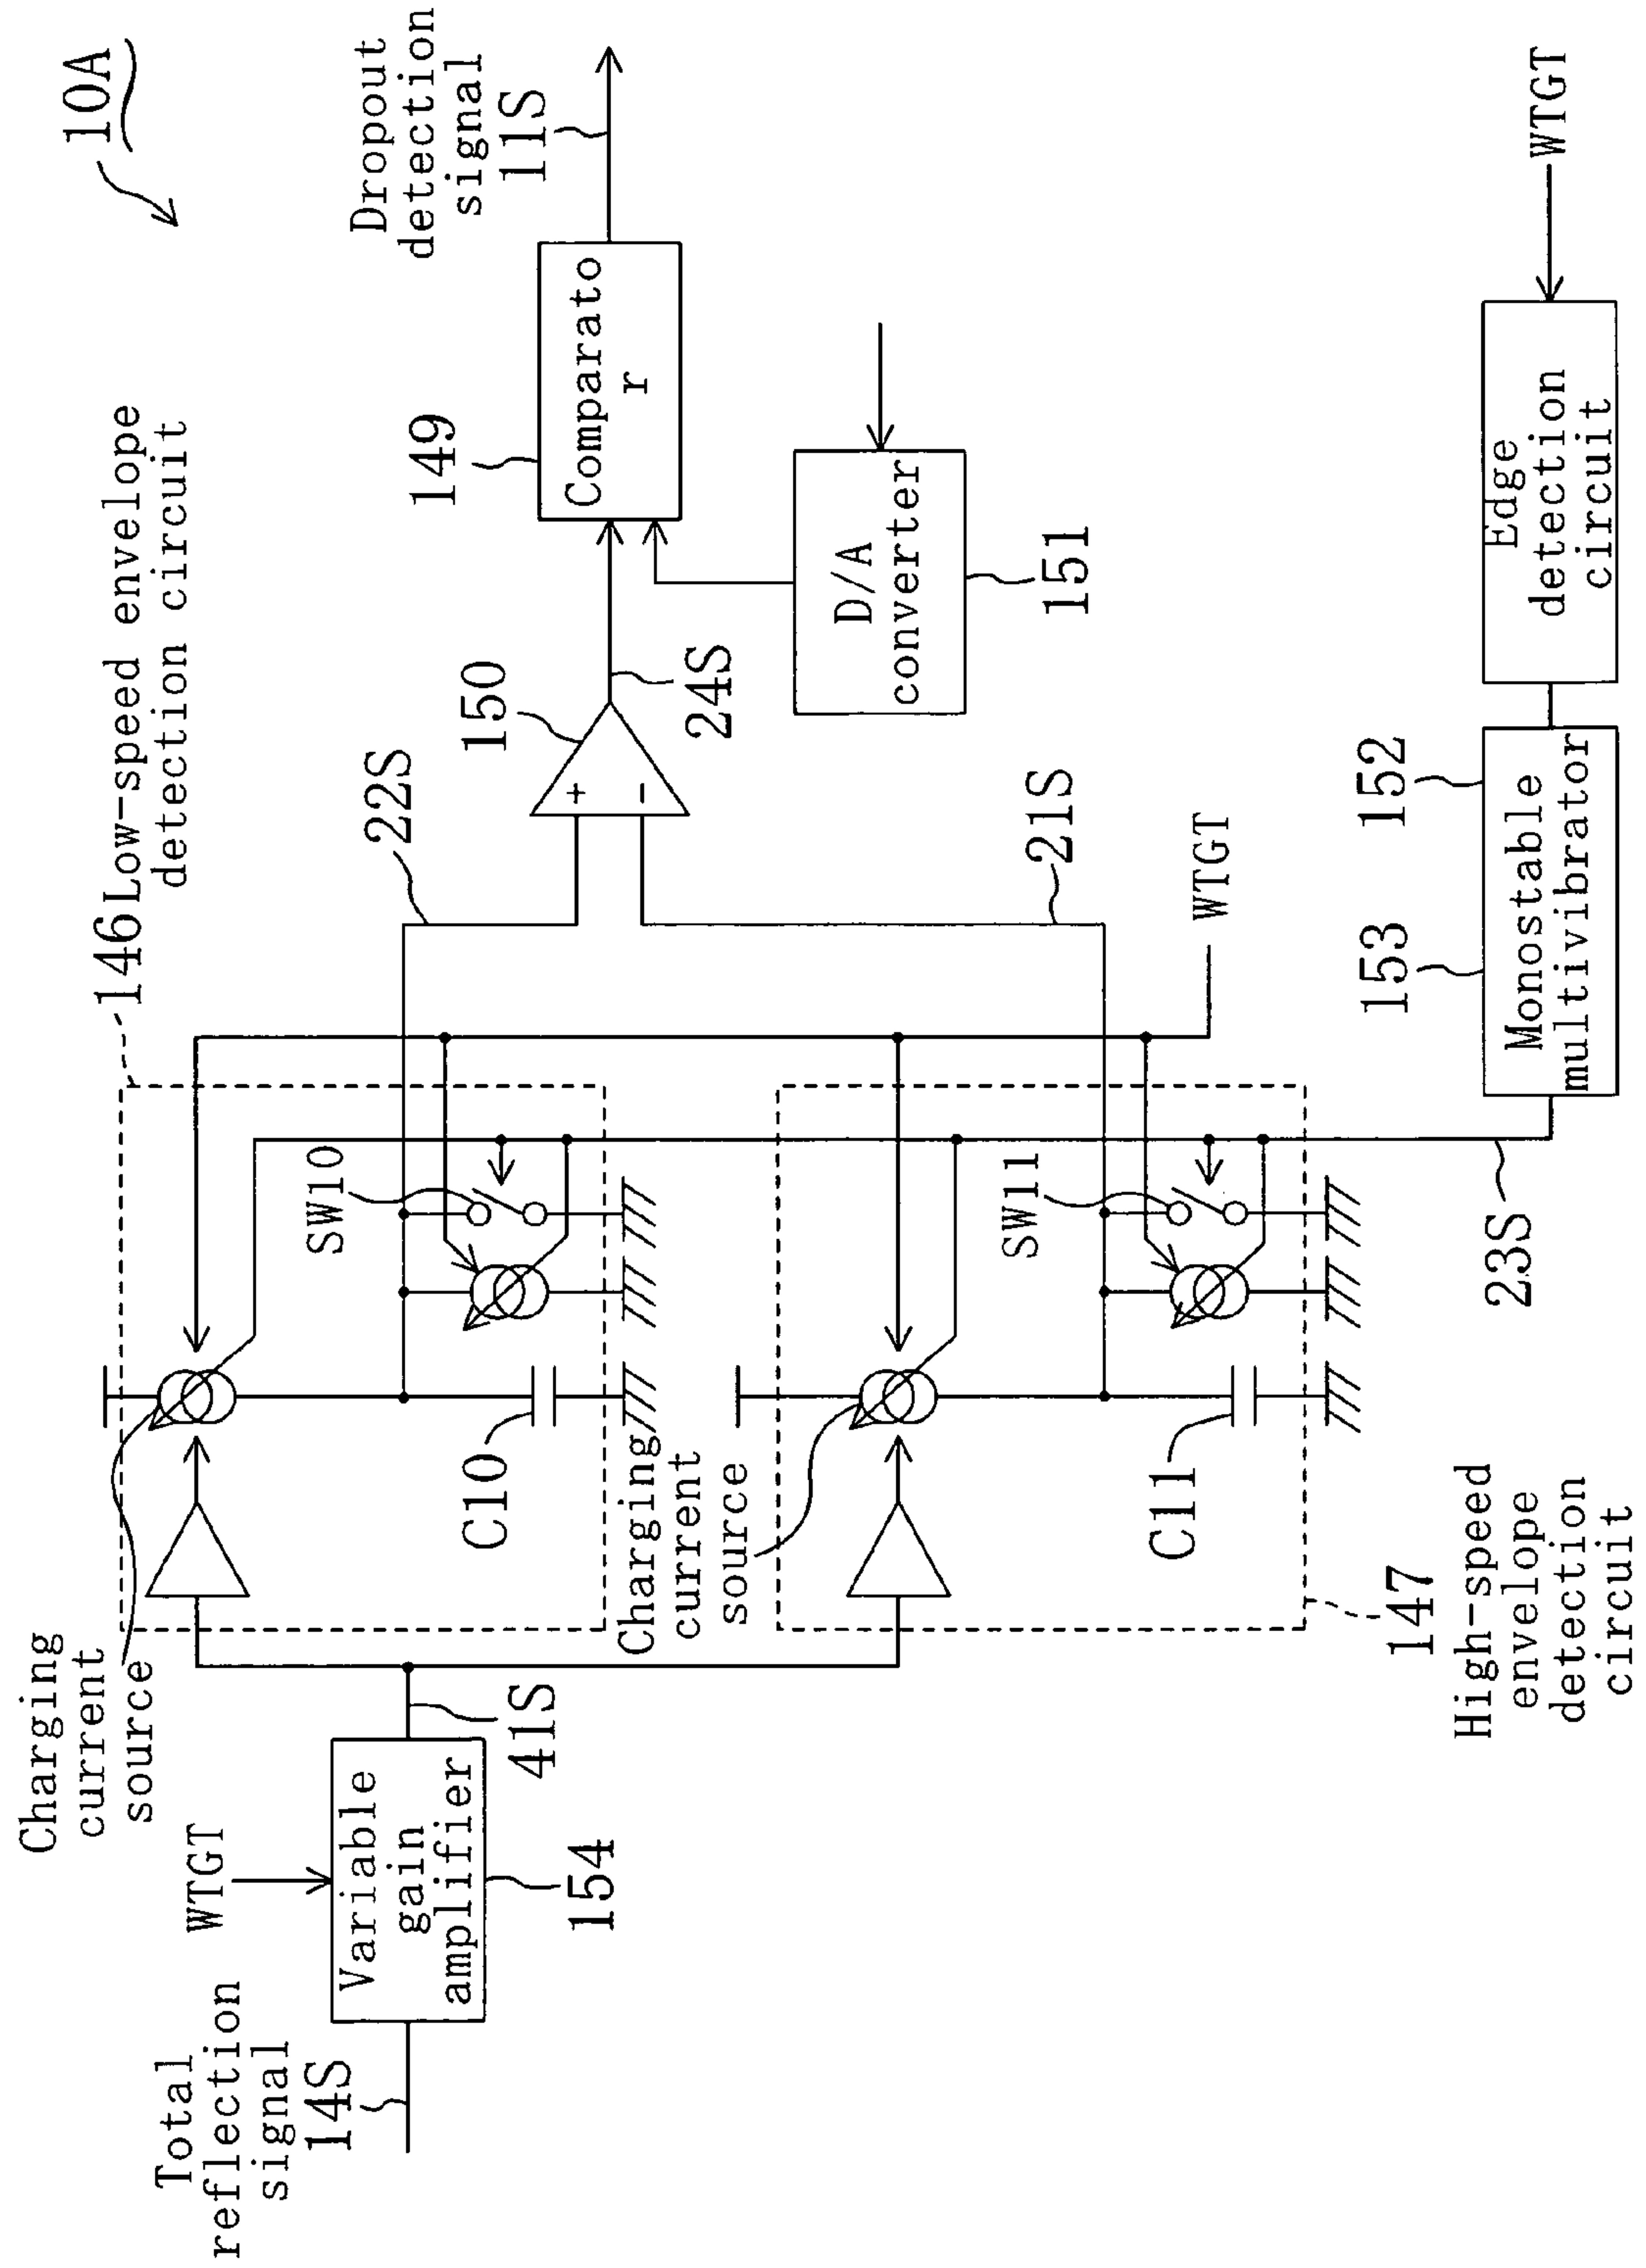 10A
Dropout
detection
signal
11S
146 Low-speed envelope
detection circuit
149
Comparato
r
150
24S
22S
D/A
converter
151
Charging
current
source
SW10
C10
WTGT
Total
reflection
signal
14S
Variable
gain
amplifier
154
41S
Charging
current
source
SW11
C11
21S
WTGT
147
High-speed
envelope
detection
circuit
23S
153
152
Monostable
multivibrator
Edge
detection
circuit
WTGT
+
−